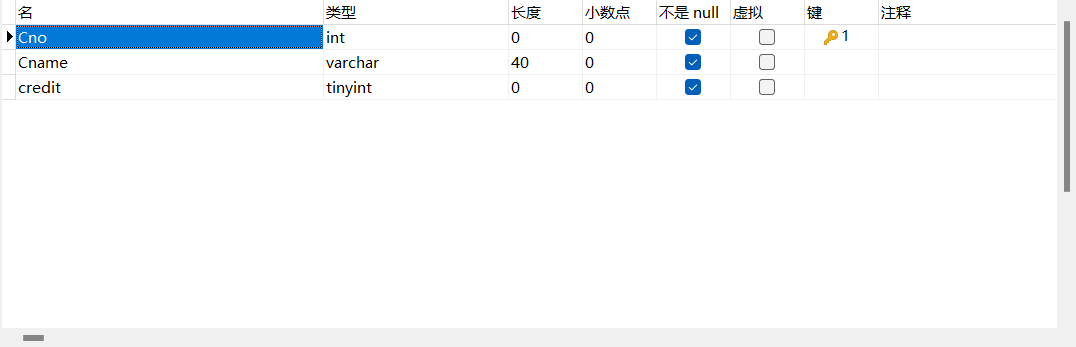 名 类型 长度 小数点 不是 null 虚拟 键 注释
Cno int 0 0 1
Cname varchar 40 0
credit tinyint 0 0